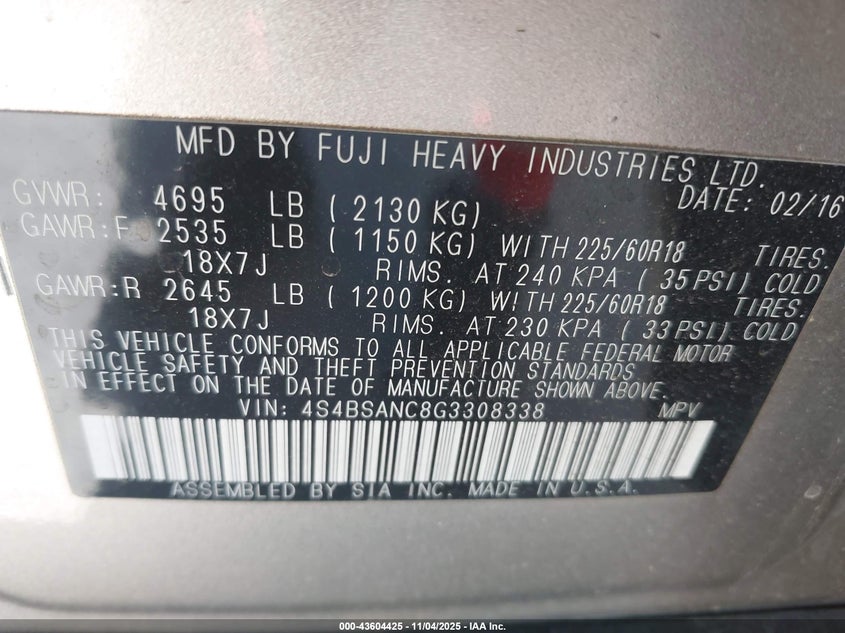 MFD BY FUJI HEAVY INDUSTRIES LTD.
DATE: 02/16
GVWR: 4695 LB ( 2130 KG)
GAWR:F 2535 LB ( 1150 KG) WITH 225/60R18 TIRES.
18X7J RIMS. AT 240 KPA ( 35 PSI) COLD
GAWR:R 2645 LB ( 1200 KG) WITH 225/60R18 TIRES.
18X7J RIMS. AT 230 KPA ( 33 PSI) COLD
THIS VEHICLE CONFORMS TO ALL APPLICABLE FEDERAL MOTOR
VEHICLE SAFETY AND THEFT PREVENTION STANDARDS
IN EFFECT ON THE DATE OF MANUFACTURE SHOWN ABOVE.
VIN: 4S4BSANC8G3308338 MPV
ASSEMBLED BY SIA INC. MADE IN U.S.A.
000-43604425 - 11/04/2025 - IAA Inc.